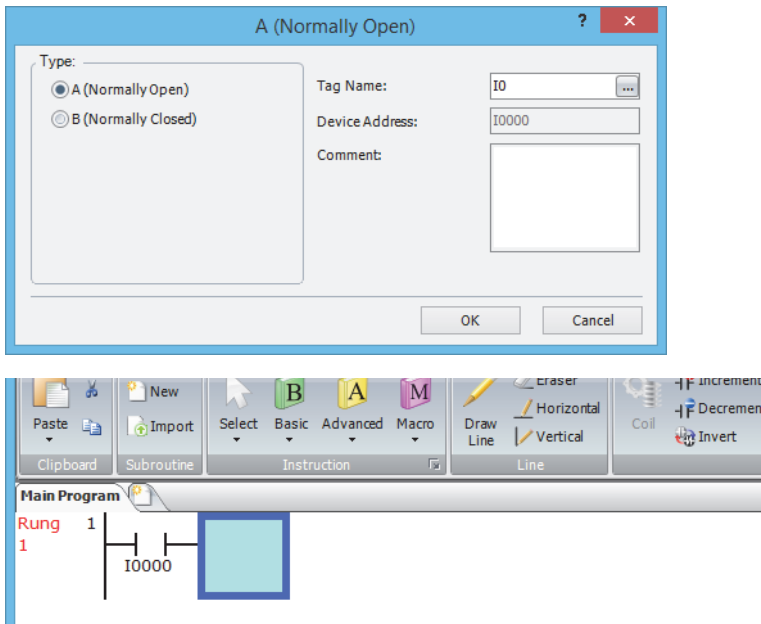 A (Normally Open)
? ×
Type:
A (Normally Open)
B (Normally Closed)
Tag Name: I0 ...
Device Address: I0000
Comment:
OK Cancel
New Eraser Increment
B A M Horizontal Decremen
Paste Import Select Basic Advanced Macro Draw Line Vertical Coil Invert
Clipboard Subroutine Instruction Line
Main Program
Rung 1
1
I0000